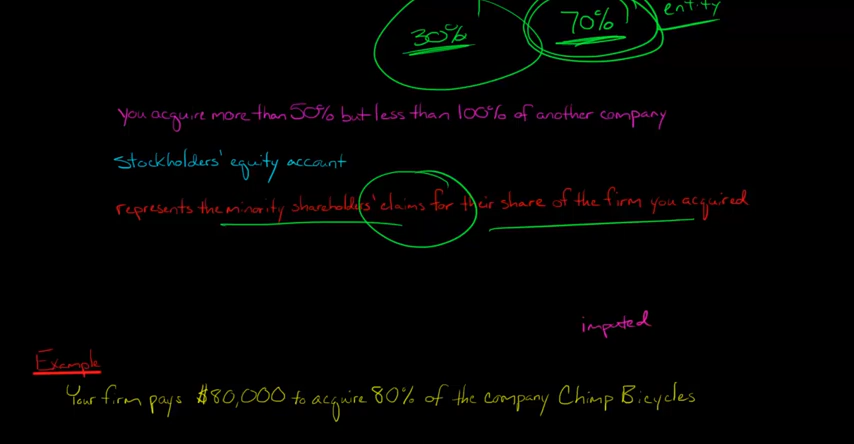 30% 70% entity
You acquire more than 50% but less than 100% of another company
Stockholders' equity account
represents the minority shareholders' claims for their share of the firm you acquired
imputed
Example
Your firm pays $80,000 to acquire 80% of the company Chimp Bicycles